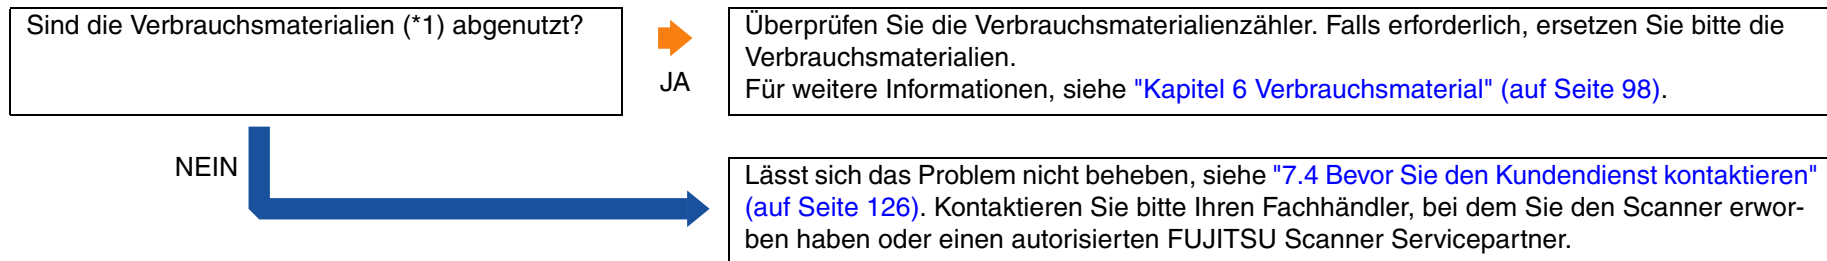 Sind die Verbrauchsmaterialien (*1) abgenutzt?
JA
Überprüfen Sie die Verbrauchsmaterialienzähler. Falls erforderlich, ersetzen Sie bitte die
Verbrauchsmaterialien.
Für weitere Informationen, siehe "Kapitel 6 Verbrauchsmaterial" (auf Seite 98).
NEIN
Lässt sich das Problem nicht beheben, siehe "7.4 Bevor Sie den Kundendienst kontaktieren"
(auf Seite 126). Kontaktieren Sie bitte Ihren Fachhändler, bei dem Sie den Scanner erwor-
ben haben oder einen autorisierten FUJITSU Scanner Servicepartner.